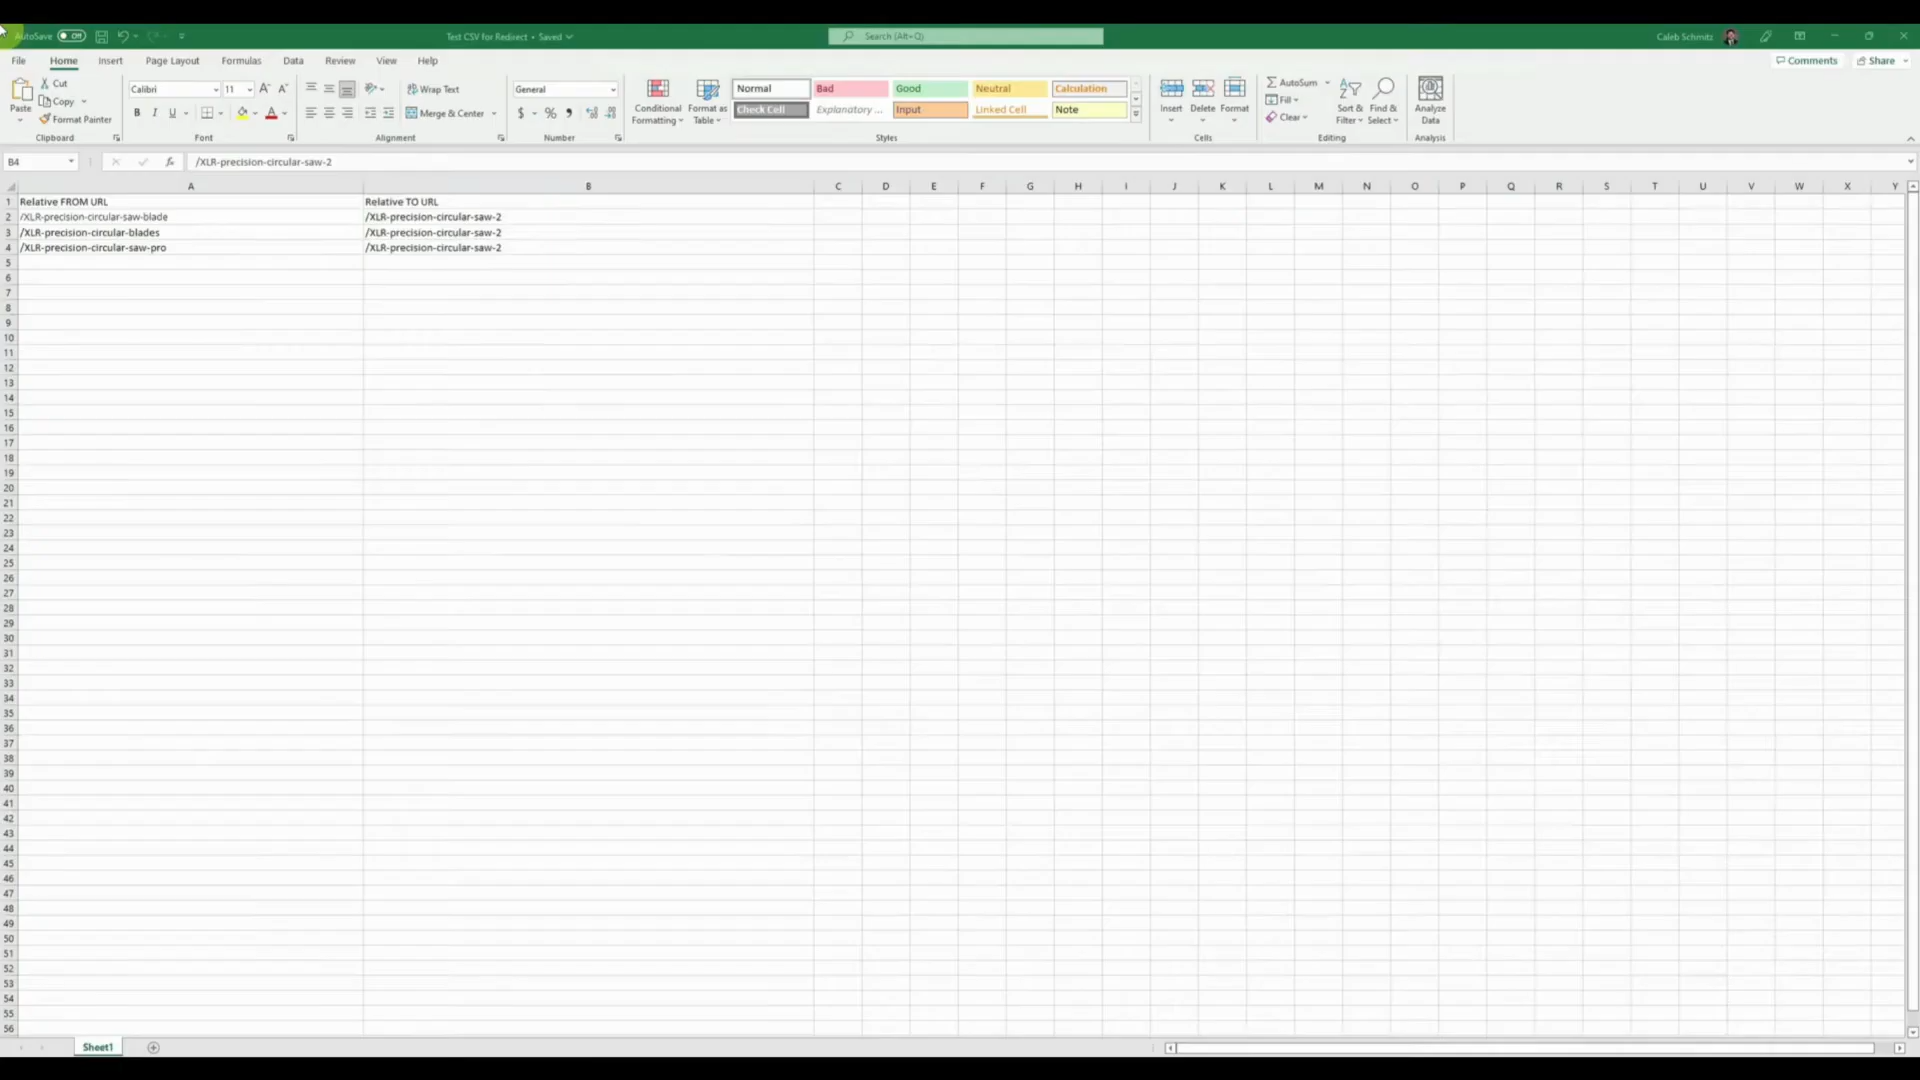 AutoSave Off
Test CSV for Redirect • Saved
Search (Alt+Q)
Caleb Schmitz
File Home Insert Page Layout Formulas Data Review View Help
Comments Share
Paste
Cut
Copy
Format Painter
Clipboard
Calibri 11
B I U
Font
Wrap Text
Merge & Center
Alignment
General
$ % ,
Number
Conditional Formatting
Format as Table
Normal Bad Good Neutral Calculation
Check Cell Explanatory ... Input Linked Cell Note
Styles
Insert Delete Format
Cells
AutoSum
Fill
Clear
Sort & Filter
Find & Select
Editing
Analyze Data
Analysis
B4 fx /XLR-precision-circular-saw-2
A B C D E F G H I J K L M N O P Q R S T U V W X Y
1 Relative FROM URL Relative TO URL
2 /XLR-precision-circular-saw-blade /XLR-precision-circular-saw-2
3 /XLR-precision-circular-blades /XLR-precision-circular-saw-2
4 /XLR-precision-circular-saw-pro /XLR-precision-circular-saw-2
5
6
7
8
9
10
11
12
13
14
15
16
17
18
19
20
21
22
23
24
25
26
27
28
29
30
31
32
33
34
35
36
37
38
39
40
41
42
43
44
45
46
47
48
49
50
51
52
53
54
55
56
Sheet1